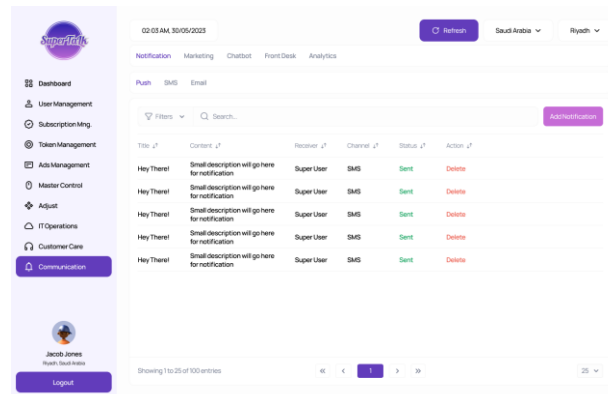 SuperTalk
02:03 AM, 30/05/2023
Refresh
Saudi Arabia
Riyadh
Notification Marketing Chatbot Front Desk Analytics
Push SMS Email
Filters
Search...
Add Notification
Dashboard
User Management
Subscription Mng.
Token Management
Ads Management
Master Control
Adjust
IT Operations
Customer Care
Communication
Title Content Receiver Channel Status Action
Hey There! Small description will go here
for notification Super User SMS Sent Delete
Hey There! Small description will go here
for notification Super User SMS Sent Delete
Hey There! Small description will go here
for notification Super User SMS Sent Delete
Hey There! Small description will go here
for notification Super User SMS Sent Delete
Hey There! Small description will go here
for notification Super User SMS Sent Delete
Jacob Jones
Riyadh, Saudi Arabia
Logout
Showing 1 to 25 of 100 entries
« ‹ 1 › »
25